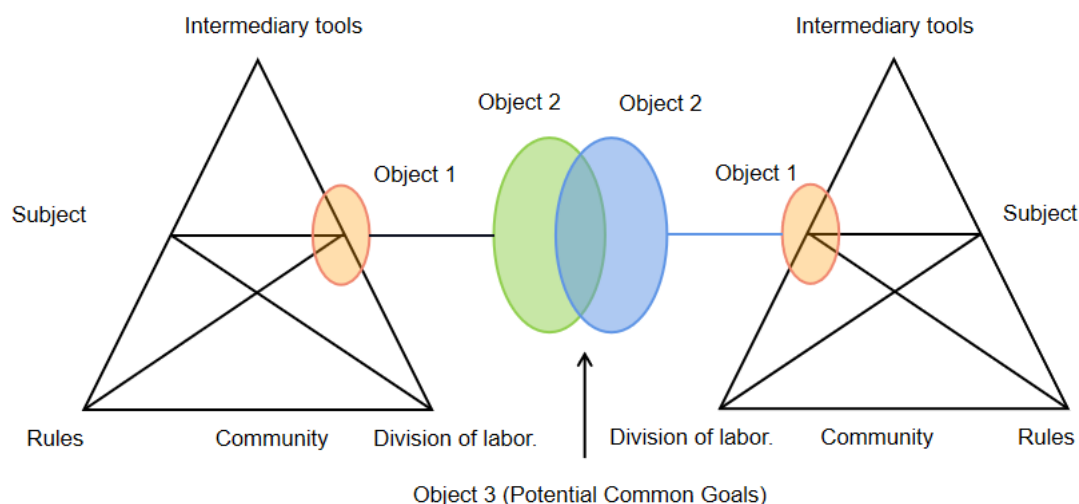 Intermediary tools
Intermediary tools
Object 2
Object 2
Object 1
Object 1
Subject
Subject
Rules
Community
Division of labor.
Division of labor.
Community
Rules
Object 3 (Potential Common Goals)